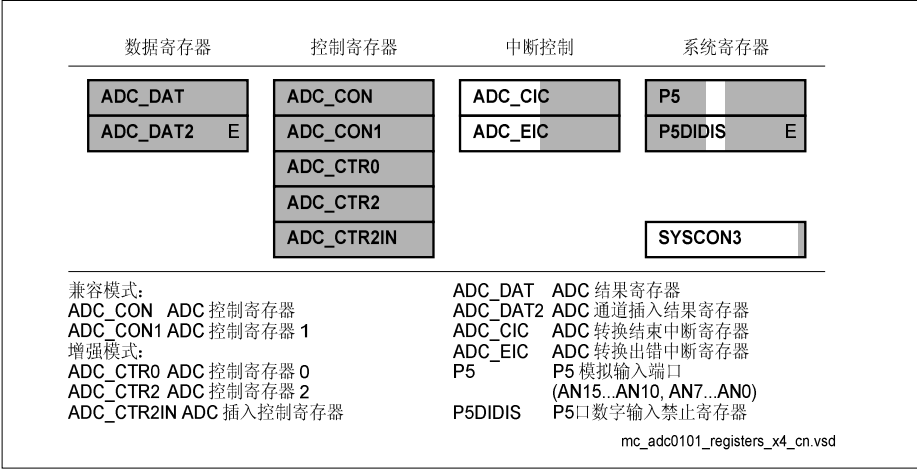 数据寄存器 控制寄存器 中断控制 系统寄存器
ADC_DAT ADC_CON ADC_CIC P5
ADC_DAT2 E ADC_CON1 ADC_EIC P5DIDIS E
ADC_CTR0
ADC_CTR2
ADC_CTR2IN SYSCON3
兼容模式:
ADC_CON ADC 控制寄存器
ADC_CON1 ADC 控制寄存器 1
增强模式:
ADC_CTR0 ADC 控制寄存器 0
ADC_CTR2 ADC 控制寄存器 2
ADC_CTR2IN ADC 插入控制寄存器
ADC_DAT ADC 结果寄存器
ADC_DAT2 ADC 通道插入结果寄存器
ADC_CIC ADC 转换结束中断寄存器
ADC_EIC ADC 转换出错中断寄存器
P5 P5 模拟输入端口
(AN15...AN10, AN7...AN0)
P5DIDIS P5口数字输入禁止寄存器
mc_adc0101_registers_x4_cn.vsd